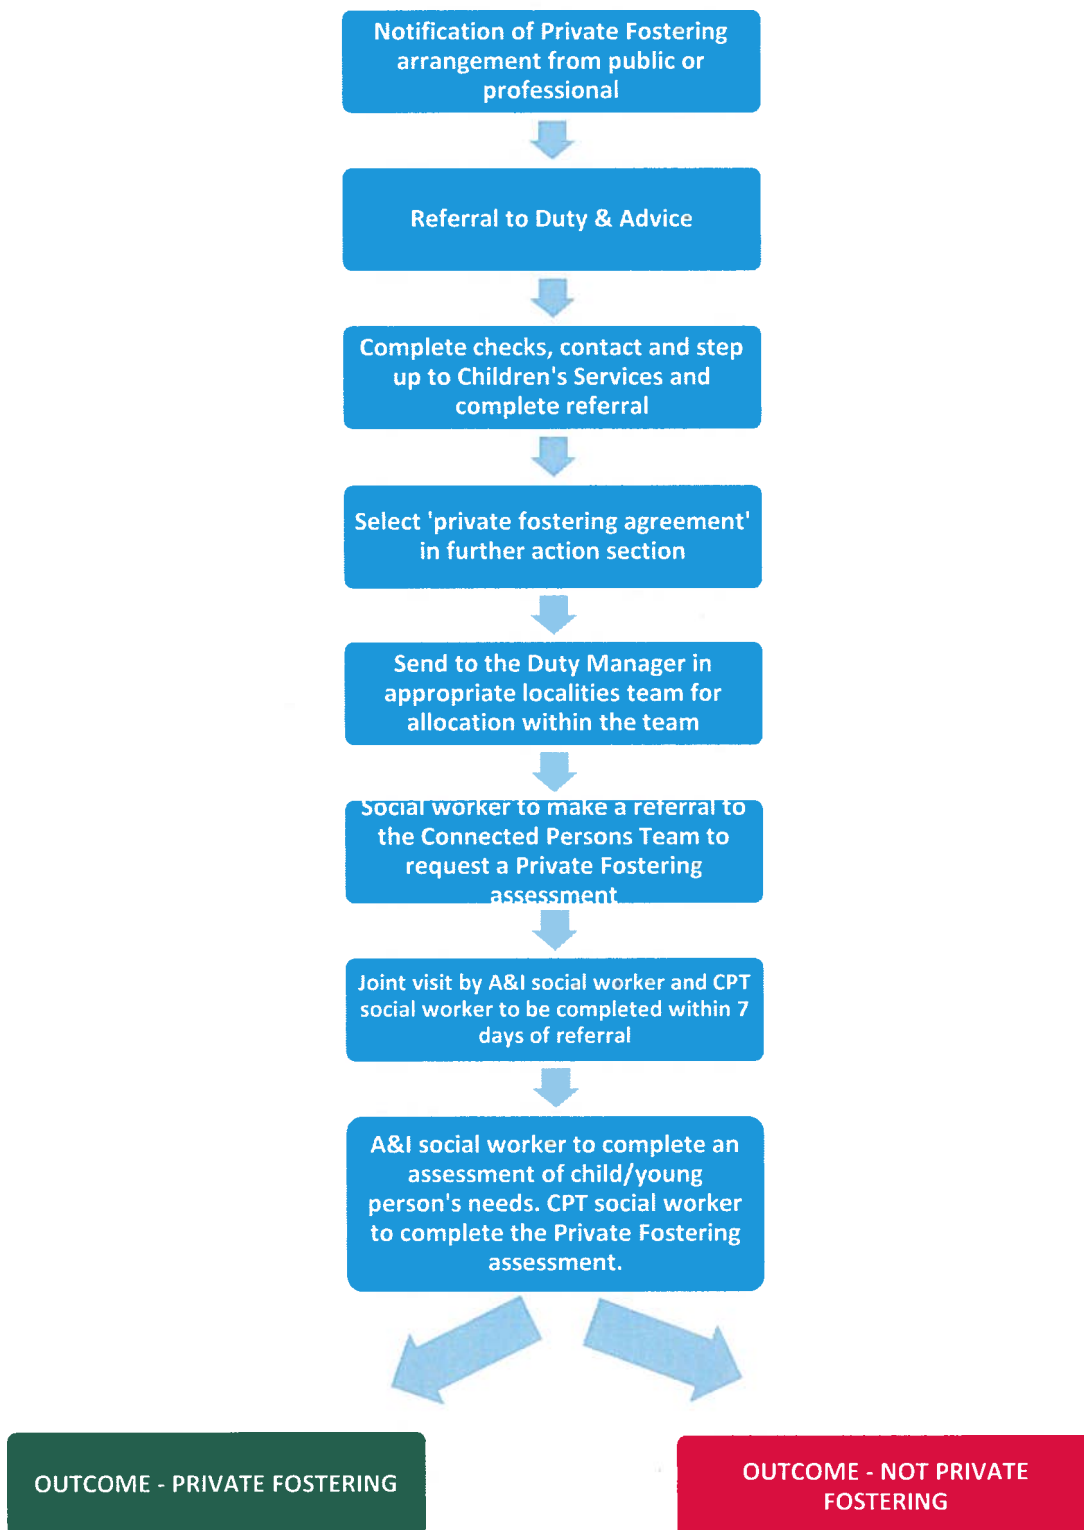 Notification of Private Fostering
arrangement from public or
professional
Referral to Duty & Advice
Complete checks, contact and step
up to Children's Services and
complete referral
Select 'private fostering agreement'
in further action section
Send to the Duty Manager in
appropriate localities team for
allocation within the team
Social worker to make a referral to
the Connected Persons Team to
request a Private Fostering
assessment
Joint visit by A&I social worker and CPT
social worker to be completed within 7
days of referral
A&I social worker to complete an
assessment of child/young
person's needs. CPT social worker
to complete the Private Fostering
assessment.
OUTCOME - PRIVATE FOSTERING
OUTCOME - NOT PRIVATE
FOSTERING